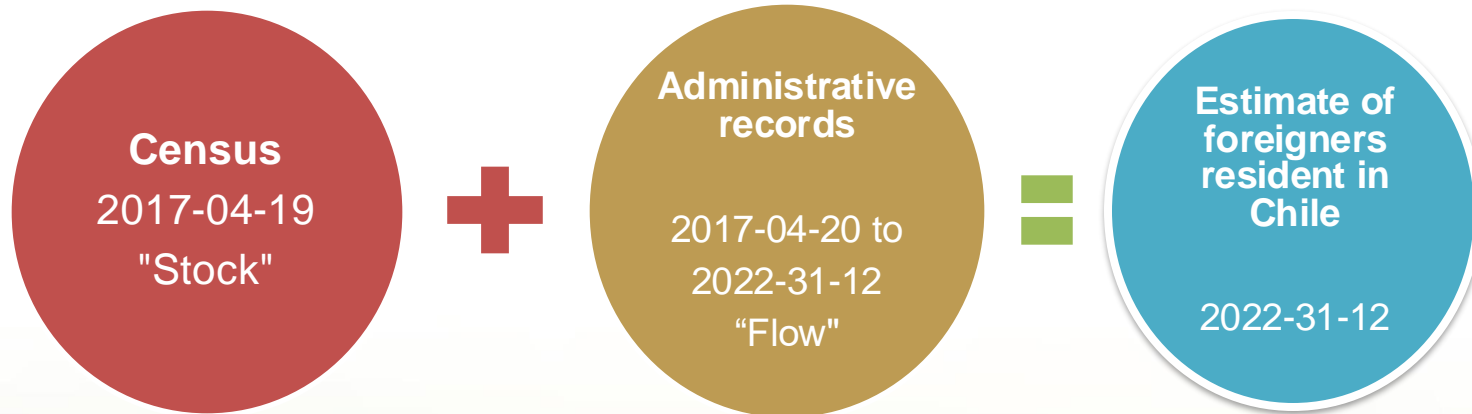 Census
2017-04-19
"Stock"
Administrative
records
2017-04-20 to
2022-31-12
“Flow"
Estimate of
foreigners
resident in
Chile
2022-31-12